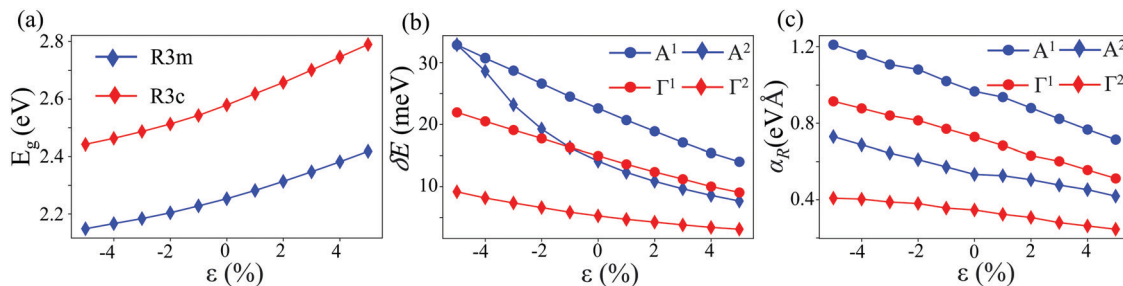 (a)
2.8
2.6
2.4
2.2
E_g (eV)
R3m
R3c
-4 -2 0 2 4
ε (%)
(b)
30
20
10
δE (meV)
A¹ A²
Γ¹ Γ²
-4 -2 0 2 4
ε (%)
(c)
1.2
0.8
0.4
α_R(eVÅ)
A¹ A²
Γ¹ Γ²
-4 -2 0 2 4
ε (%)